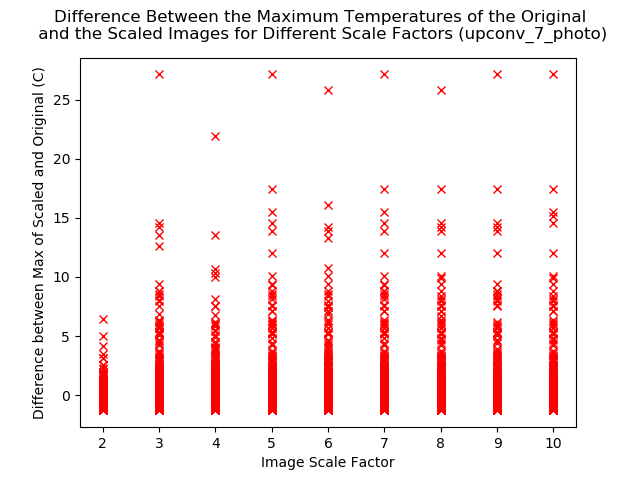 Difference Between the Maximum Temperatures of the Original
and the Scaled Images for Different Scale Factors (upconv_7_photo)
Difference between Max of Scaled and Original (C)
25
20
15
10
5
0
2 3 4 5 6 7 8 9 10
Image Scale Factor